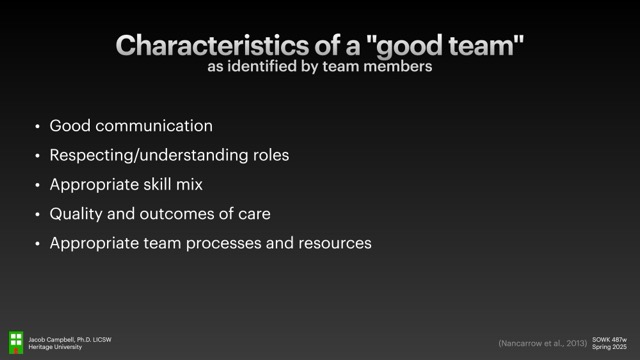 Characteristics of a "good team"
as identified by team members
• Good communication
• Respecting/understanding roles
• Appropriate skill mix
• Quality and outcomes of care
• Appropriate team processes and resources
Jacob Campbell, Ph.D. LICSW
Heritage University
(Nancarrow et al., 2013)
SOWK 487w
Spring 2025